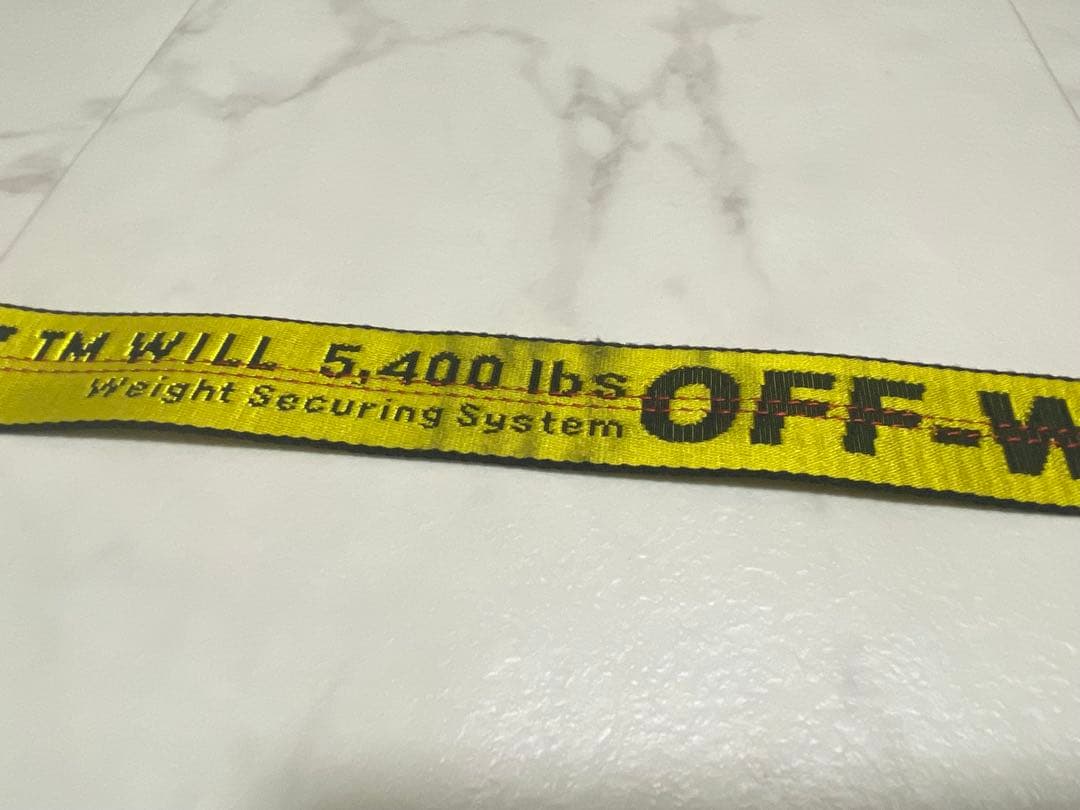 TM WILL 5,400 lbs
Weight Securing System
OFF-W